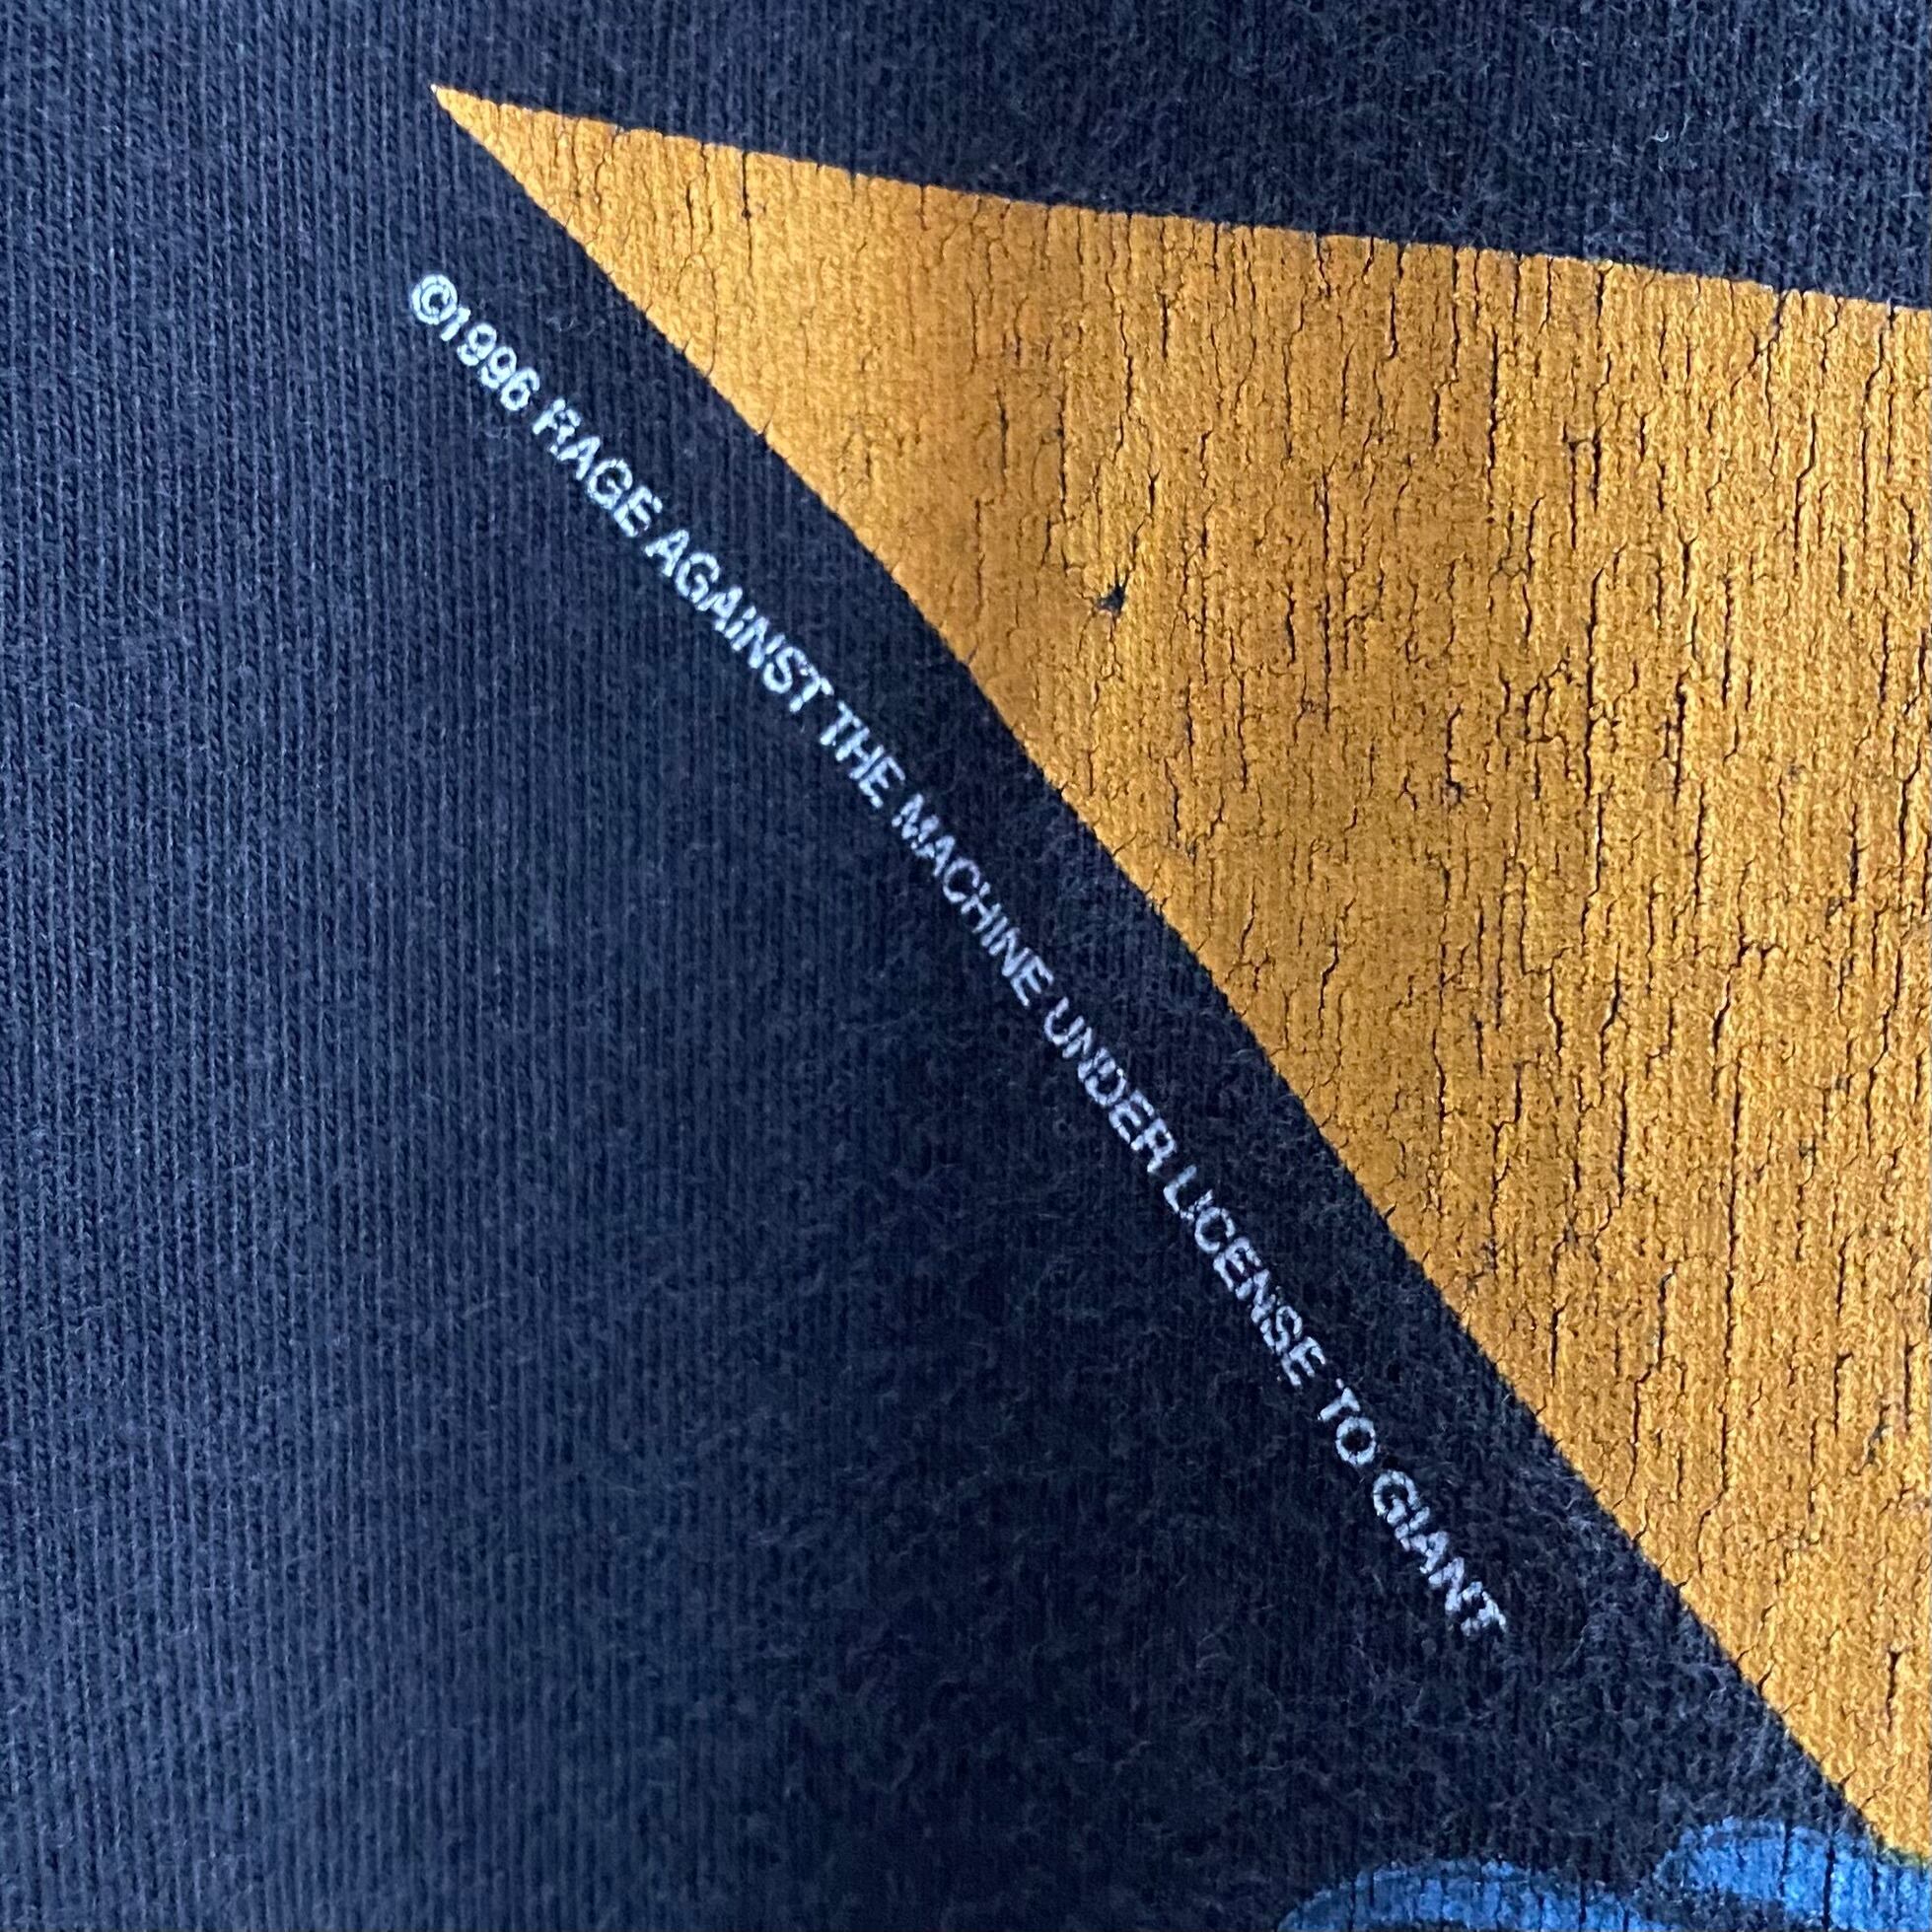 ©1996 RAGE AGAINST THE MACHINE UNDER LICENSE TO GIANT